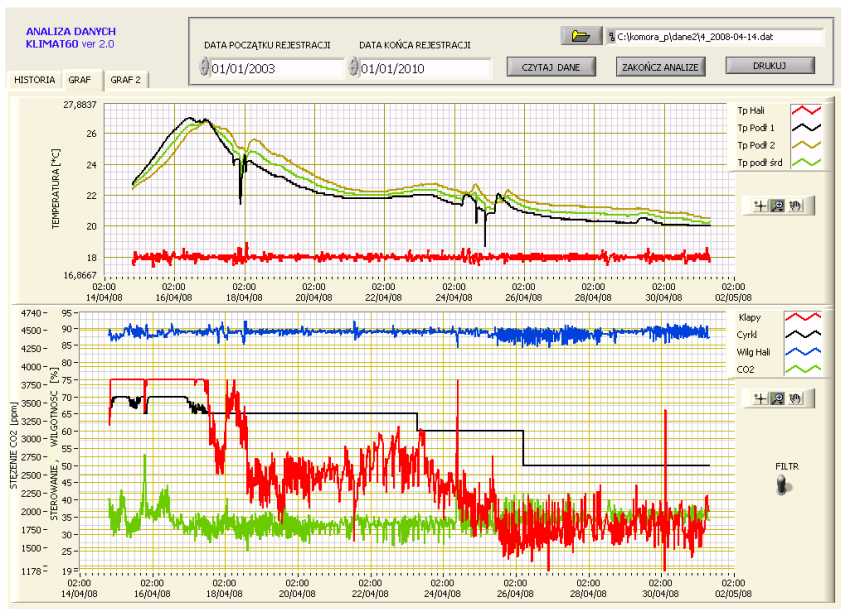 ANALIZA DANYCH
KLIMAT60 ver 2.0
DATA POCZĄTKU REJESTRACJI
DATA KOŃCA REJESTRACJI
C:\komora_p\dane2\4_2008-04-14.dat
01/01/2003
01/01/2010
CZYTAJ DANE
ZAKOŃCZ ANALIZE
DRUKUJ
HISTORIA
GRAF
GRAF 2
TEMPERATURA [*C]
27,8837
26
24
22
20
18
16,8667
02:00 02:00 02:00 02:00 02:00 02:00 02:00 02:00 02:00 02:00
14/04/08 16/04/08 18/04/08 20/04/08 22/04/08 24/04/08 26/04/08 28/04/08 30/04/08 02/05/08
Tp Hali
Tp Podł 1
Tp Podł 2
Tp podł śrd
STĘŻENIE CO2 [ppm]
4740
4500
4250
4000
3750
3500
3250
3000
2750
2500
2250
2000
1750
1500
1178
STEROWANIE, WILGOTNOŚC [%]
95
90
85
80
75
70
65
60
55
50
45
40
35
30
25
19
02:00 02:00 02:00 02:00 02:00 02:00 02:00 02:00 02:00 02:00
14/04/08 16/04/08 18/04/08 20/04/08 22/04/08 24/04/08 26/04/08 28/04/08 30/04/08 02/05/08
Klapy
Cyrkl
Wilg Hali
CO2
FILTR